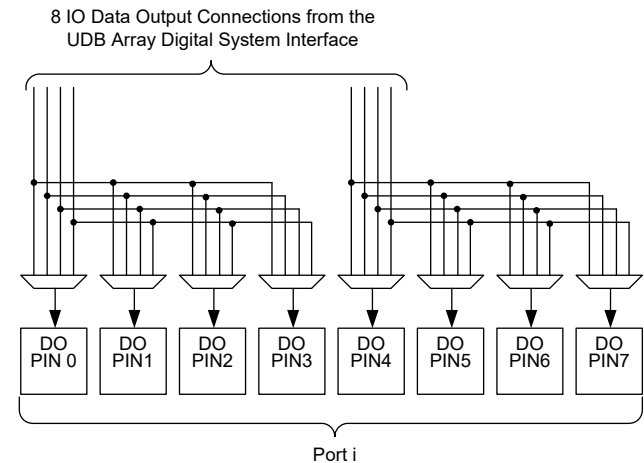 8 IO Data Output Connections from the
UDB Array Digital System Interface
DO
PIN 0
DO
PIN1
DO
PIN2
DO
PIN3
DO
PIN4
DO
PIN5
DO
PIN6
DO
PIN7
Port i